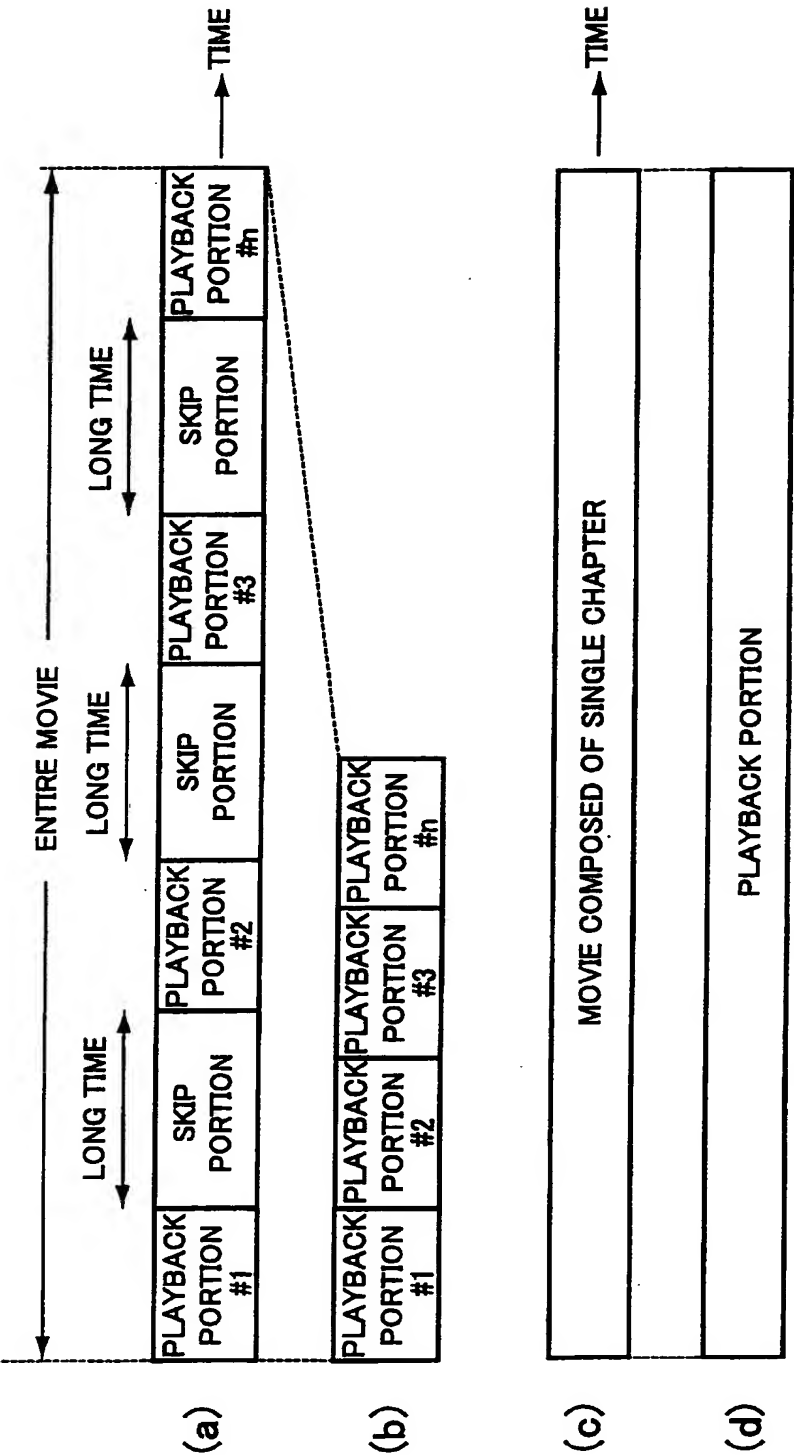 ENTIRE MOVIE
LONG TIME
LONG TIME
LONG TIME
(a)
PLAYBACK
PORTION
#1
SKIP
PORTION
PLAYBACK
PORTION
#2
SKIP
PORTION
PLAYBACK
PORTION
#3
SKIP
PORTION
PLAYBACK
PORTION
#n
TIME
(b)
PLAYBACK
PORTION
#1
PLAYBACK
PORTION
#2
PLAYBACK
PORTION
#3
PLAYBACK
PORTION
#n
(c)
MOVIE COMPOSED OF SINGLE CHAPTER
TIME
(d)
PLAYBACK PORTION